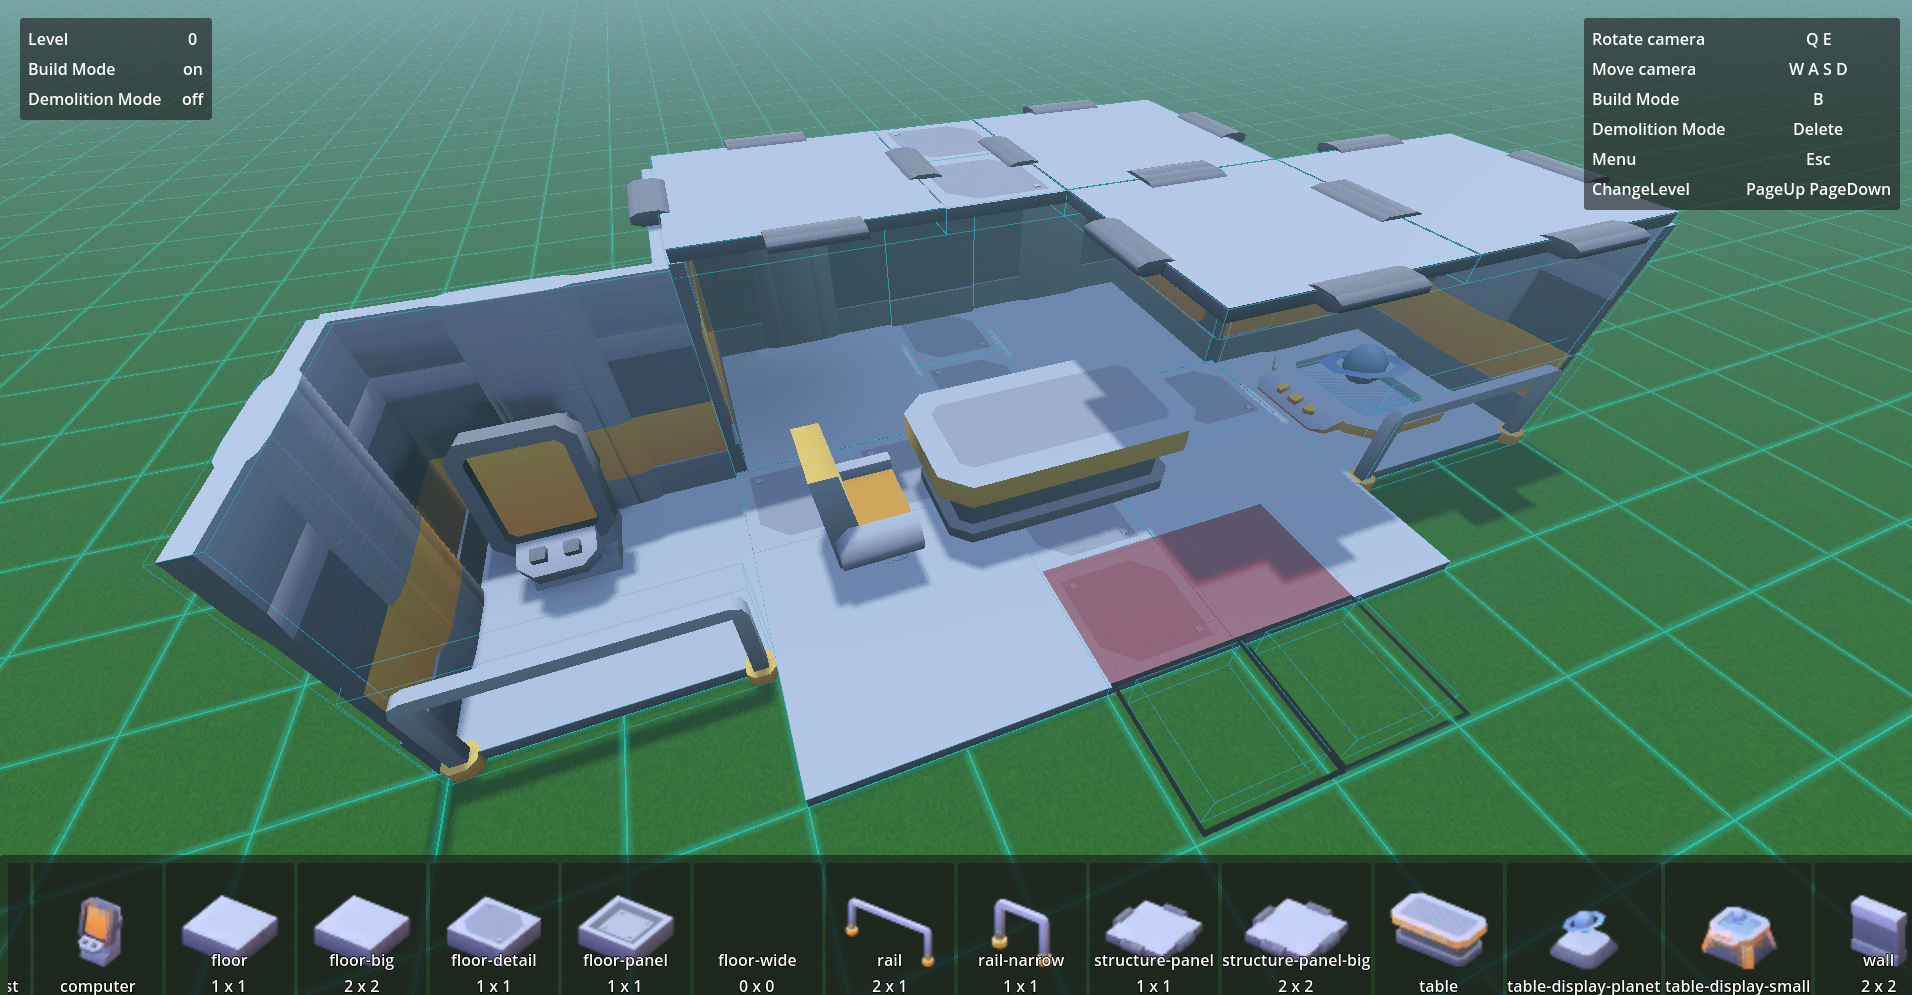 Level 0
Build Mode on
Demolition Mode off
Rotate camera Q E
Move camera W A S D
Build Mode B
Demolition Mode Delete
Menu Esc
ChangeLevel PageUp PageDown
floor floor-big floor-detail floor-panel floor-wide rail rail-narrow structure-panel structure-panel-big wall
st computer 1 x 1 2 x 2 1 x 1 1 x 1 0 x 0 2 x 1 1 x 1 1 x 1 2 x 2 table table-display-planet table-display-small 2 x 2